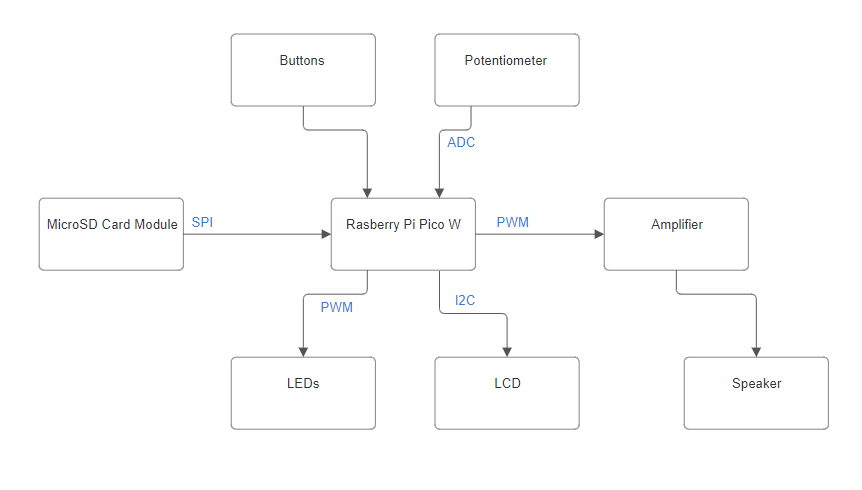 Buttons
Potentiometer
ADC
MicroSD Card Module
SPI
Rasberry Pi Pico W
PWM
Amplifier
PWM
I2C
LEDs
LCD
Speaker